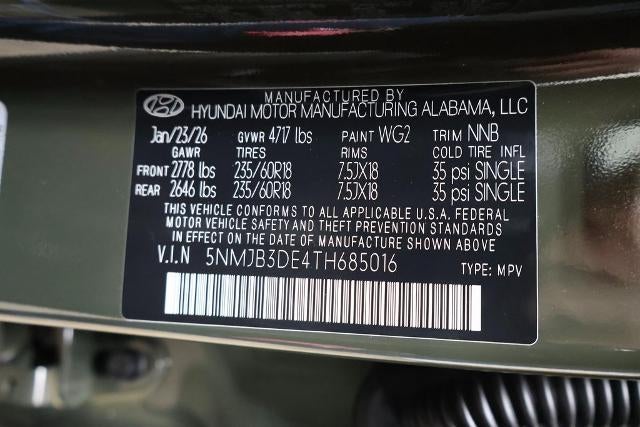 MANUFACTURED BY
HYUNDAI MOTOR MANUFACTURING ALABAMA, LLC
Jan/23/26 GVWR 4717 lbs PAINT WG2 TRIM NNB
GAWR TIRES RIMS COLD TIRE INFL
FRONT 2778 lbs 235/60R18 7.5JX18 35 psi SINGLE
REAR 2646 lbs 235/60R18 7.5JX18 35 psi SINGLE
THIS VEHICLE CONFORMS TO ALL APPLICABLE U.S.A. FEDERAL
MOTOR VEHICLE SAFETY AND THEFT PREVENTION STANDARDS
IN EFFECT ON THE DATE OF MANUFACTURE SHOWN ABOVE
V.I.N 5NMJB3DE4TH685016 TYPE: MPV